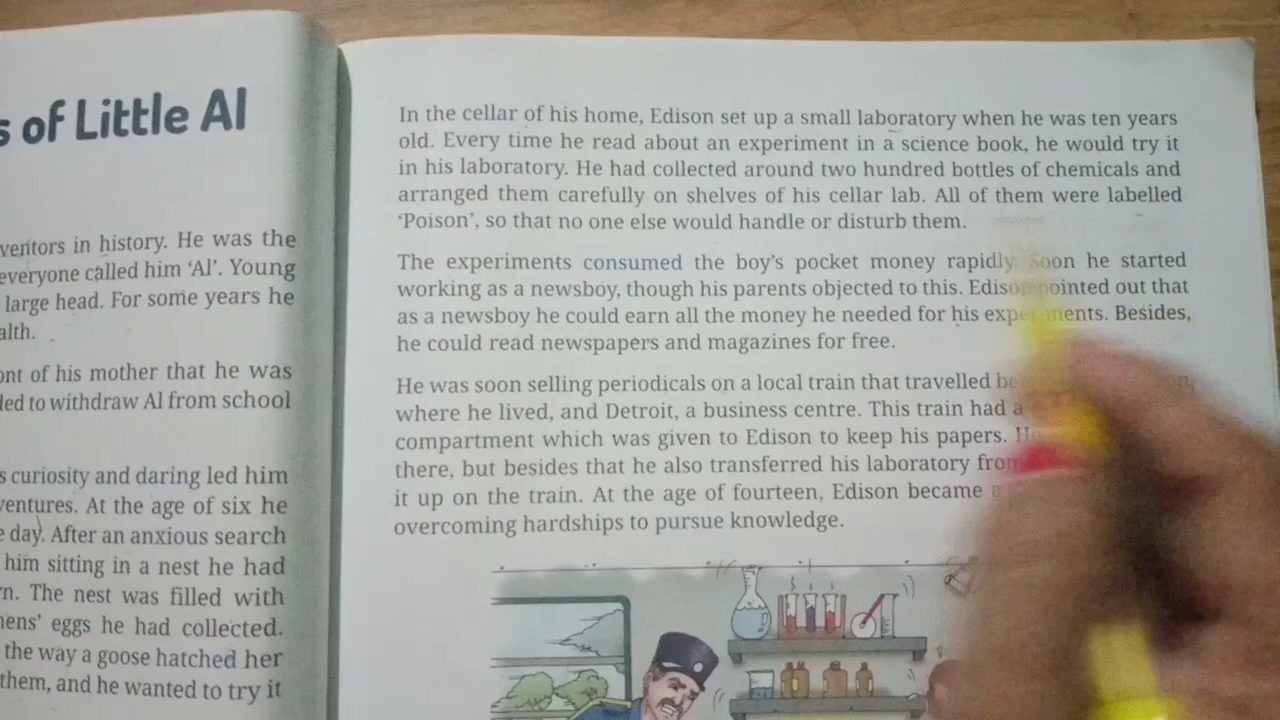 s of Little Al
ventors in history. He was the
everyone called him ‘Al’. Young
large head. For some years he
alth.
ont of his mother that he was
ded to withdraw Al from school
s curiosity and daring led him
ventures. At the age of six he
e day. After an anxious search
him sitting in a nest he had
n. The nest was filled with
hens’ eggs he had collected.
the way a goose hatched her
them, and he wanted to try it
In the cellar of his home, Edison set up a small laboratory when he was ten years
old. Every time he read about an experiment in a science book, he would try it
in his laboratory. He had collected around two hundred bottles of chemicals and
arranged them carefully on shelves of his cellar lab. All of them were labelled
‘Poison’, so that no one else would handle or disturb them.
The experiments consumed the boy’s pocket money rapidly. Soon he started
working as a newsboy, though his parents objected to this. Edison pointed out that
as a newsboy he could earn all the money he needed for his experiments. Besides,
he could read newspapers and magazines for free.
He was soon selling periodicals on a local train that travelled
where he lived, and Detroit, a business centre. This train had a
compartment which was given to Edison to keep his papers.
there, but besides that he also transferred his laboratory from
it up on the train. At the age of fourteen, Edison became
overcoming hardships to pursue knowledge.